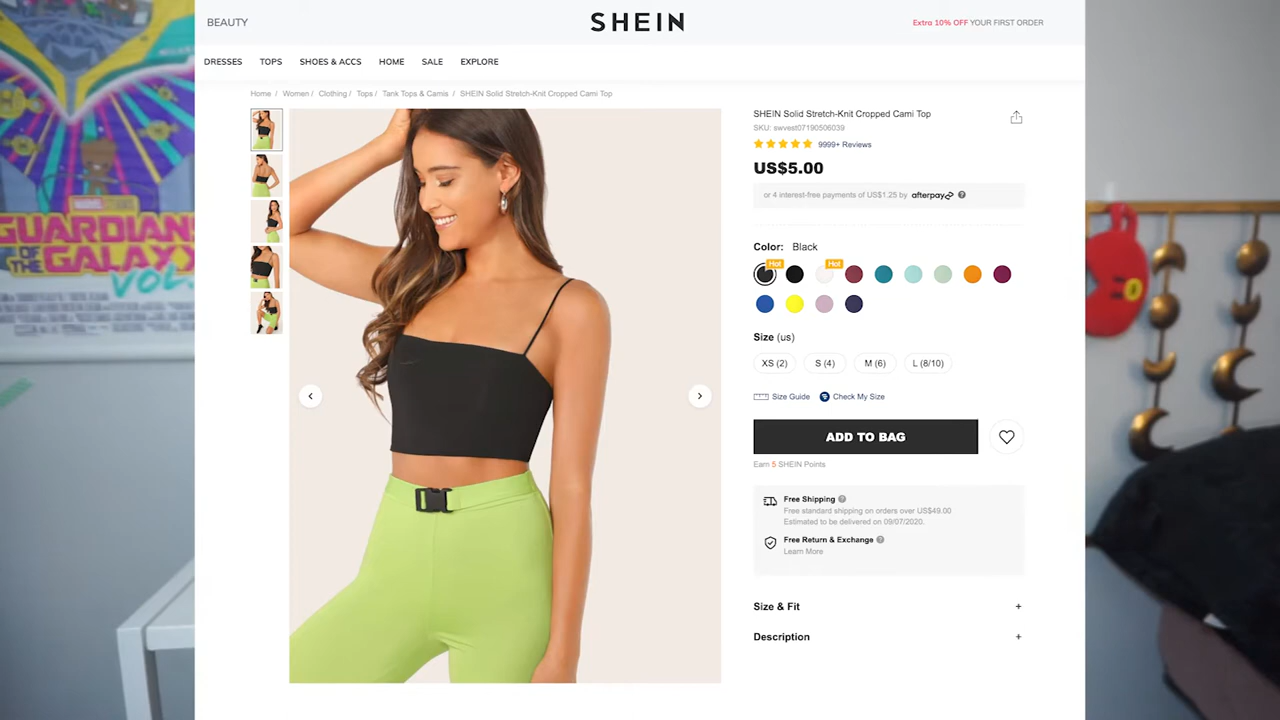 BEAUTY
SHEIN
Extro 10% OFF YOUR FIRST ORDER
DRESSES TOPS SHOES & ACCS HOME SALE EXPLORE
Home / Women / Clothing / Tops / Tank Tops & Camis / SHEIN Solid Stretch-Knit Cropped Cami Top
SHEIN Solid Stretch-Knit Cropped Cami Top
SKU: swvest07190506039
9999+ Reviews
US$5.00
or 4 interest-free payments of US$1.25 by afterpay
Color: Black
Hot Hot
Size (us)
XS (2) S (4) M (6) L (8/10)
Size Guide Check My Size
ADD TO BAG
Earn 5 SHEIN Points
Free Shipping ?
Free standard shipping on orders over US$49.00
Estimated to be delivered on 09/07/2020.
Free Return & Exchange ?
Learn More
Size & Fit +
Description +
MARVEL
GUARDIANS
OF THE GALAXY
VOL.